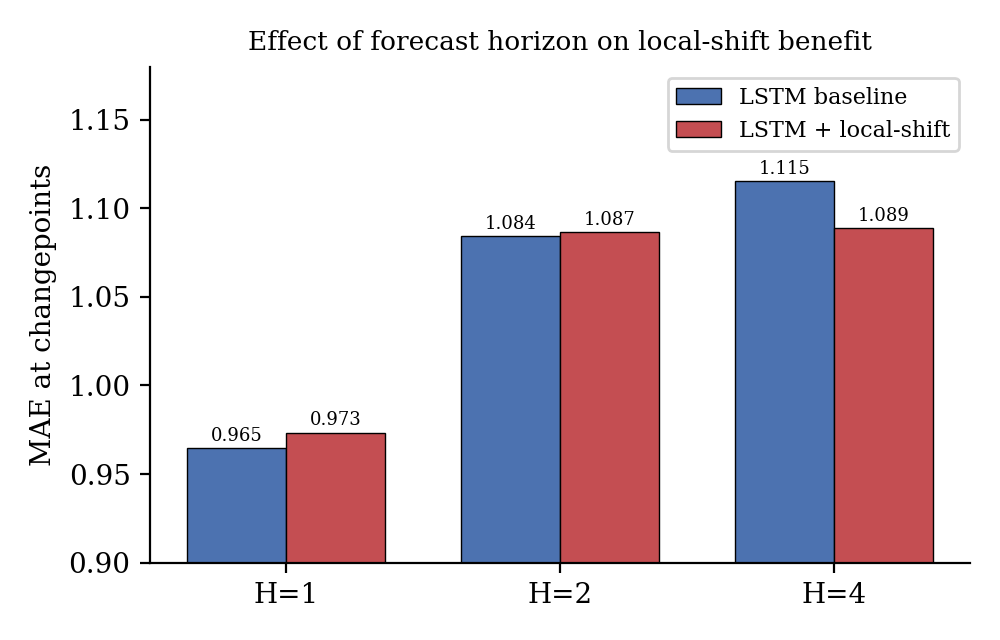 Effect of forecast horizon on local-shift benefit
LSTM baseline
LSTM + local-shift
MAE at changepoints
1.15
1.10
1.05
1.00
0.95
0.90
0.965
0.973
1.084
1.087
1.115
1.089
H=1
H=2
H=4